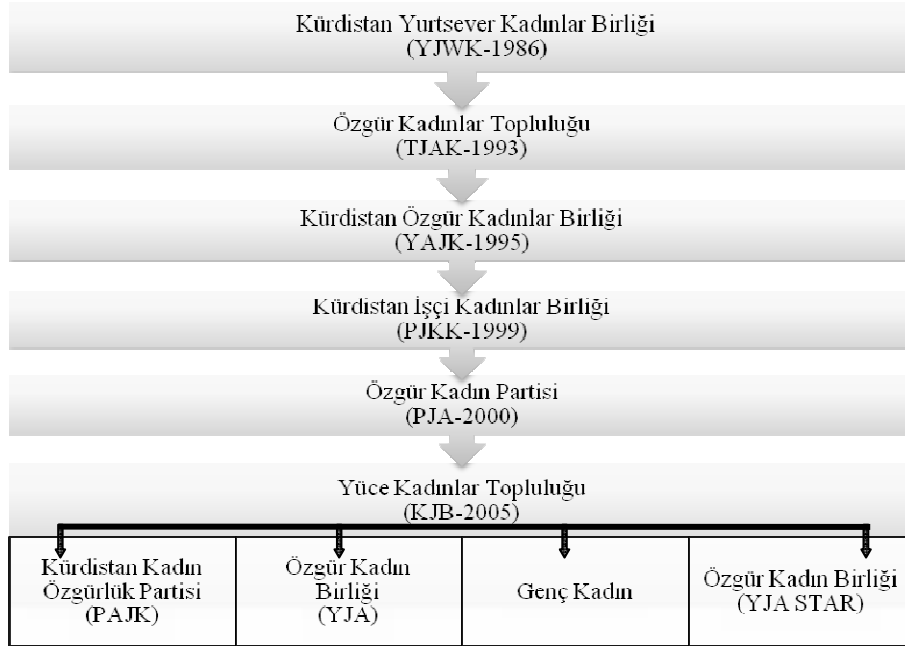 Kürdistan Yurtsever Kadınlar Birliği
(YJWK-1986)
Özgür Kadınlar Topluluğu
(TJAK-1993)
Kürdistan Özgür Kadınlar Birliği
(YAJK-1995)
Kürdistan İşçi Kadınlar Birliği
(PJKK-1999)
Özgür Kadın Partisi
(PJA-2000)
Yüce Kadınlar Topluluğu
(KJB-2005)
Kürdistan Kadın
Özgürlük Partisi
(PAJK)
Özgür Kadın
Birliği
(YJA)
Genç Kadın
Özgür Kadın Birliği
(YJA STAR)